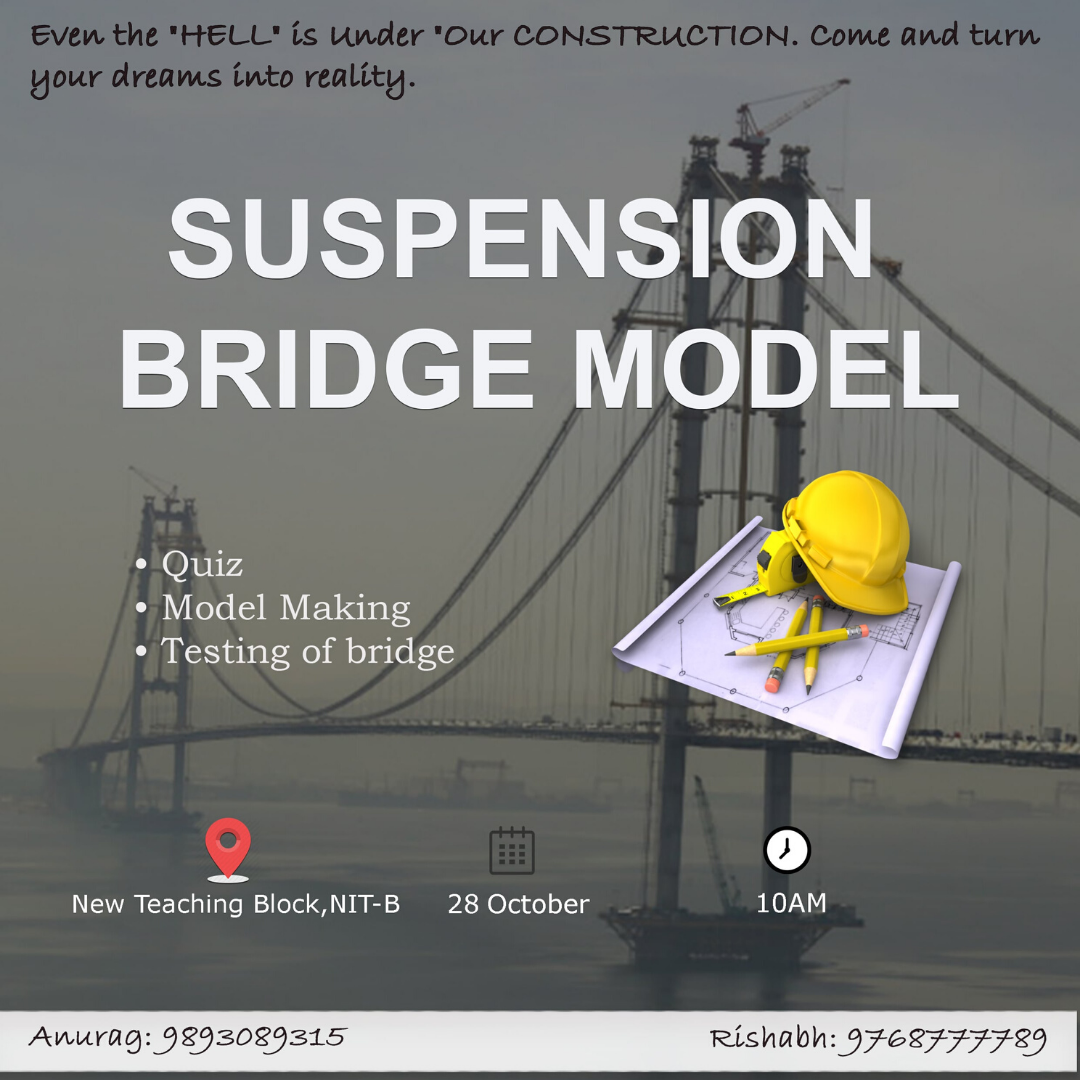 Even the "HELL" is Under "Our CONSTRUCTION. Come and turn
your dreams into reality.
SUSPENSION
BRIDGE MODEL
• Quiz
• Model Making
• Testing of bridge
New Teaching Block,NIT-B
28 October
10AM
Anurag: 9893089315
Rishabh: 9768777789